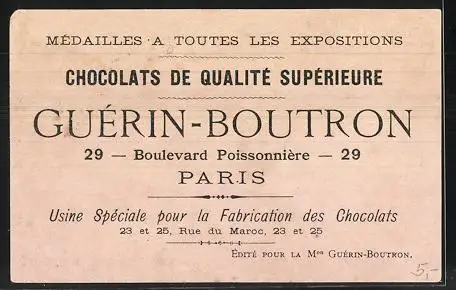 MÉDAILLES A TOUTES LES EXPOSITIONS
CHOCOLATS DE QUALITÉ SUPÉRIEURE
GUÉRIN-BOUTRON
29 — Boulevard Poissonnière — 29
PARIS
Usine Spéciale pour la Fabrication des Chocolats
23 et 25, Rue du Maroc, 23 et 25
ÉDITÉ POUR LA Mon GUÉRIN-BOUTRON.
5,-